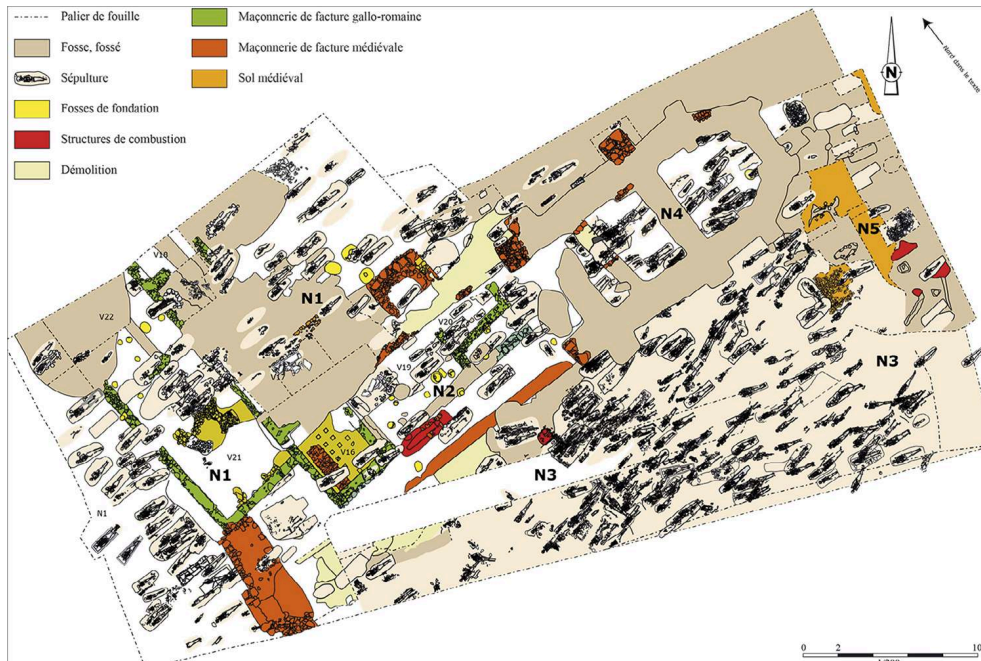 Palier de fouille
Fosse, fossé
Sépulture
Fosses de fondation
Structures de combustion
Démolition
Maçonnerie de facture gallo-romaine
Maçonnerie de facture médiévale
Sol médiéval
Nord dans le texte
N
N4
N5
V18
N1
V22
V20
N3
V17
V19
N2
V16
V21
N1
N3
N1
0 2 10